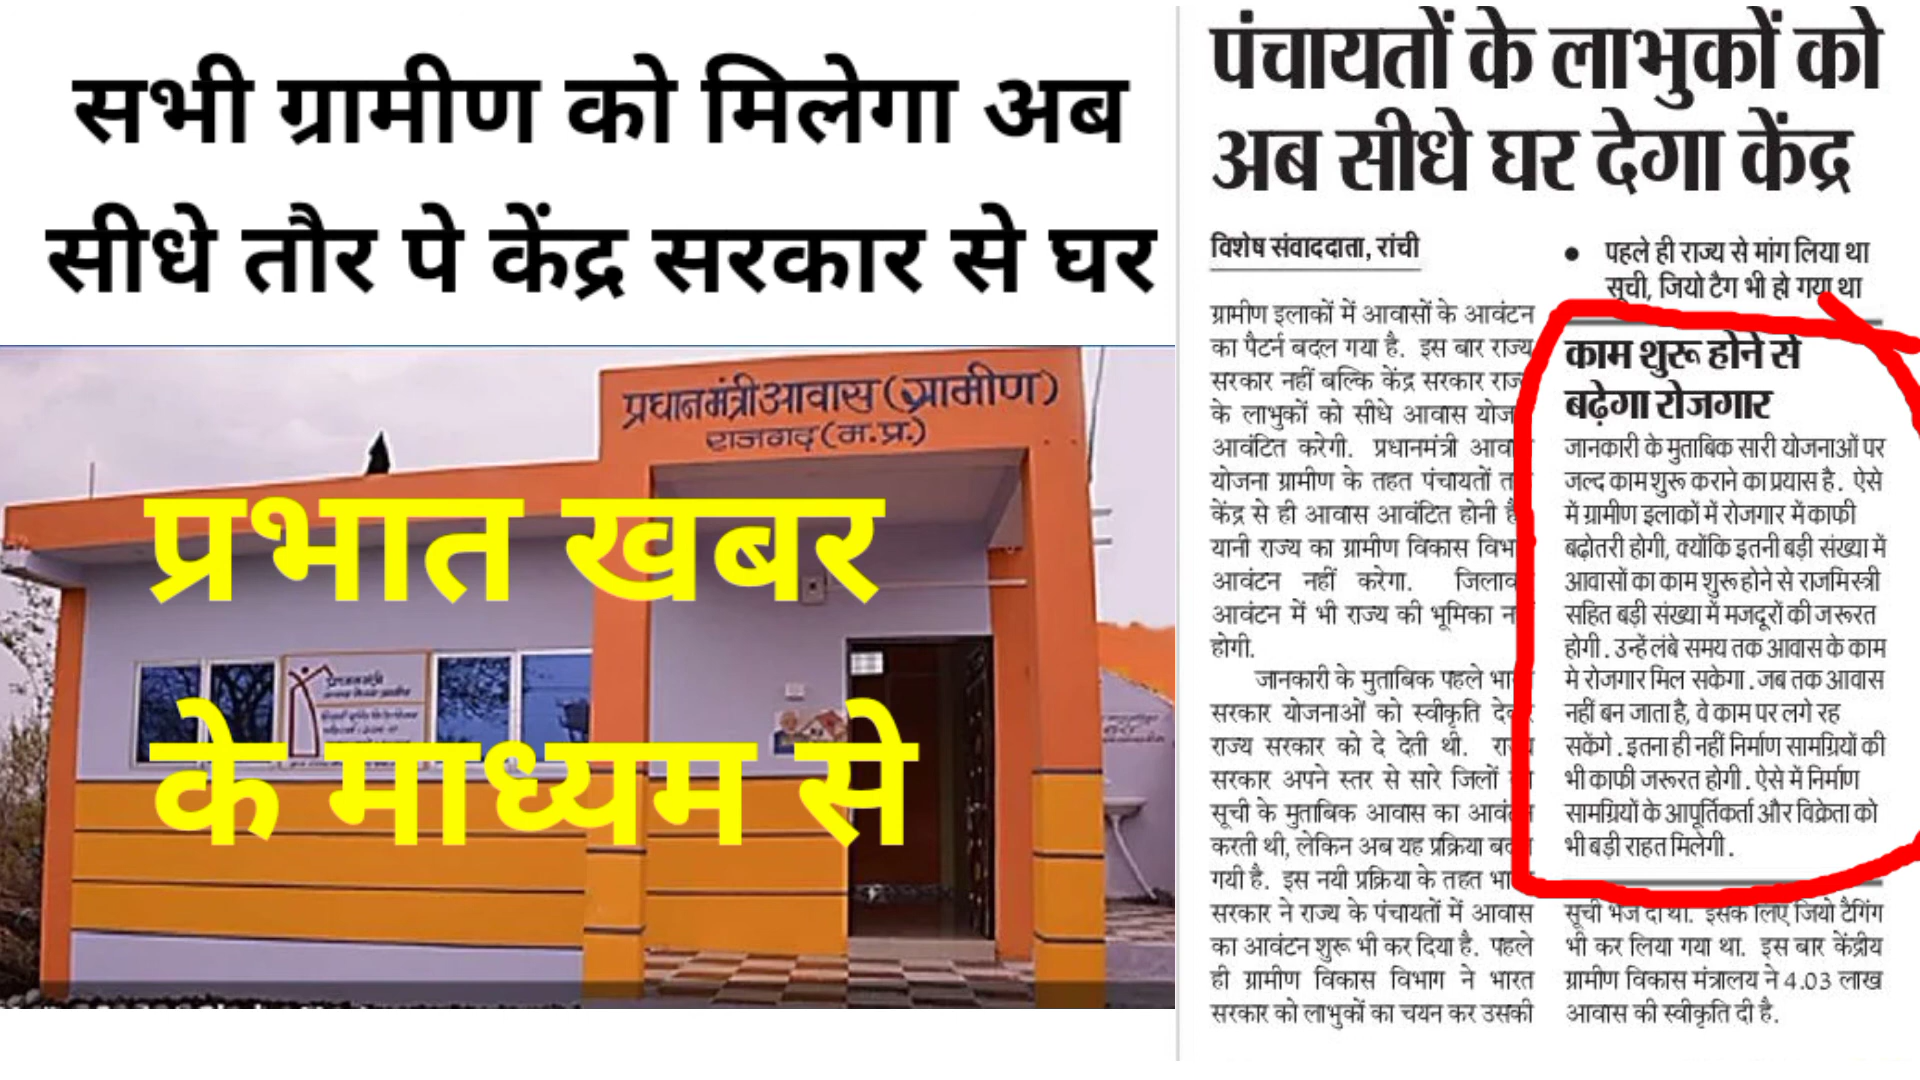 सभी ग्रामीण को मिलेगा अब
सीधे तौर पे केंद्र सरकार से घर
प्रधानमंत्री आवास (ग्रामीण)
राजगढ़ (म.प्र.)
प्रभात खबर
के माध्यम से
पंचायतों के लाभुकों को
अब सीधे घर देगा केंद्र
विशेष संवाददाता, रांची
ग्रामीण इलाकों में आवासों के आवंटन
का पैटर्न बदल गया है. इस बार राज्य
सरकार नहीं बल्कि केंद्र सरकार
के लाभुकों को सीधे आवास
आवंटित करेगी. प्रधानमंत्री
योजना ग्रामीण के तहत पंचायतों
केंद्र से ही आवास आवंटित होनी
यानी राज्य का ग्रामीण विकास
आवंटन नहीं करेगा.
आवंटन में भी राज्य की भूमिका
होगी.
जानकारी के मुताबिक पहले
सरकार योजनाओं को स्वीकृति
राज्य सरकार को दे देती थी.
सरकार अपने स्तर से सारे जिलों
सूची के मुताबिक आवास का
करती थी, लेकिन अब यह प्रक्रिया
गयी है. इस नयी प्रक्रिया के तहत
सरकार ने राज्य के पंचायतों में आवास
का आवंटन शुरू भी कर दिया है. पहले
ही ग्रामीण विकास विभाग ने भारत
सरकार को लाभुकों का चयन कर उसकी
• पहले ही राज्य से मांग लिया था
सूची, जियो टैग भी हो गया था
काम शुरू होने से
बढ़ेगा रोजगार
जानकारी के मुताबिक सारी योजनाओं पर
जल्द काम शुरू कराने का प्रयास है. ऐसे
में ग्रामीण इलाकों में रोजगार में काफी
बढ़ोतरी होगी, क्योंकि इतनी बड़ी संख्या में
आवासों का काम शुरू होने से राजमिस्त्री
सहित बड़ी संख्या में मजदूरों की जरूरत
होगी. उन्हें लंबे समय तक आवास के काम
मे रोजगार मिल सकेगा. जब तक आवास
नहीं बन जाता है, वे काम पर लगे रह
सकेंगे. इतना ही नहीं निर्माण सामग्रियों की
भी काफी जरूरत होगी. ऐसे में निर्माण
सामग्रियों के आपूर्तिकर्ता और विक्रेता को
भी बड़ी राहत मिलेगी.
सूची भेज दी थी. इसके लिए जियो टैगिंग
भी कर लिया गया था. इस बार केंद्रीय
ग्रामीण विकास मंत्रालय ने 4.03 लाख
आवास की स्वीकृति दी है.